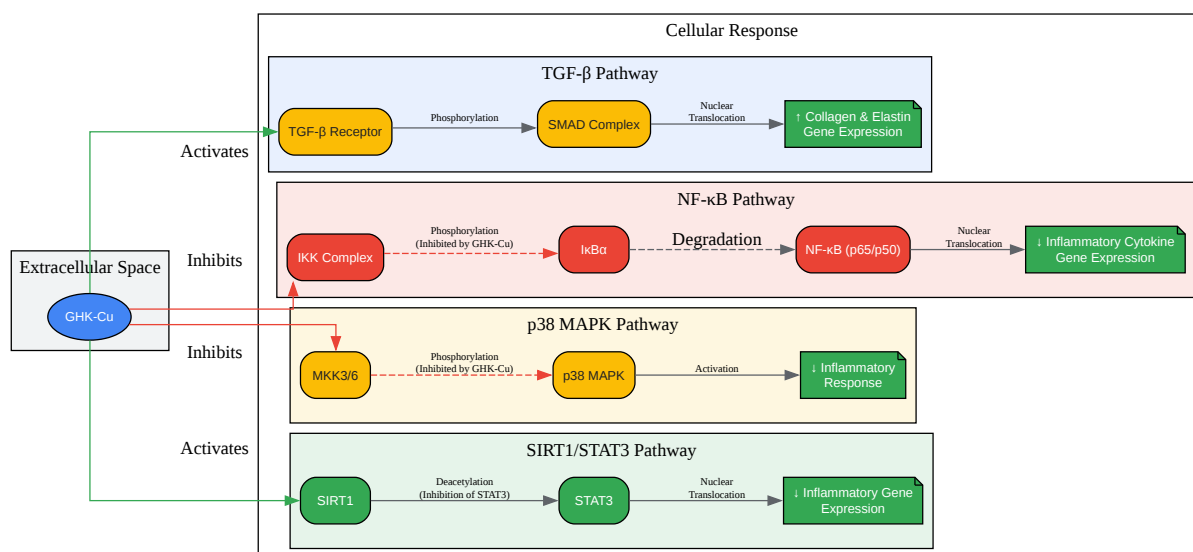 Cellular Response
TGF-β Pathway
TGF-β Receptor
Phosphorylation
SMAD Complex
Nuclear
Translocation
↑ Collagen & Elastin
Gene Expression
Activates
NF-κB Pathway
Inhibits
IKK Complex
Phosphorylation
(Inhibited by GHK-Cu)
IκBα
Degradation
NF-κB (p65/p50)
Nuclear
Translocation
↓ Inflammatory Cytokine
Gene Expression
Extracellular Space
GHK-Cu
p38 MAPK Pathway
Inhibits
MKK3/6
Phosphorylation
(Inhibited by GHK-Cu)
p38 MAPK
Activation
↓ Inflammatory
Response
Activates
SIRT1/STAT3 Pathway
SIRT1
Deacetylation
(Inhibition of STAT3)
STAT3
Nuclear
Translocation
↓ Inflammatory Gene
Expression